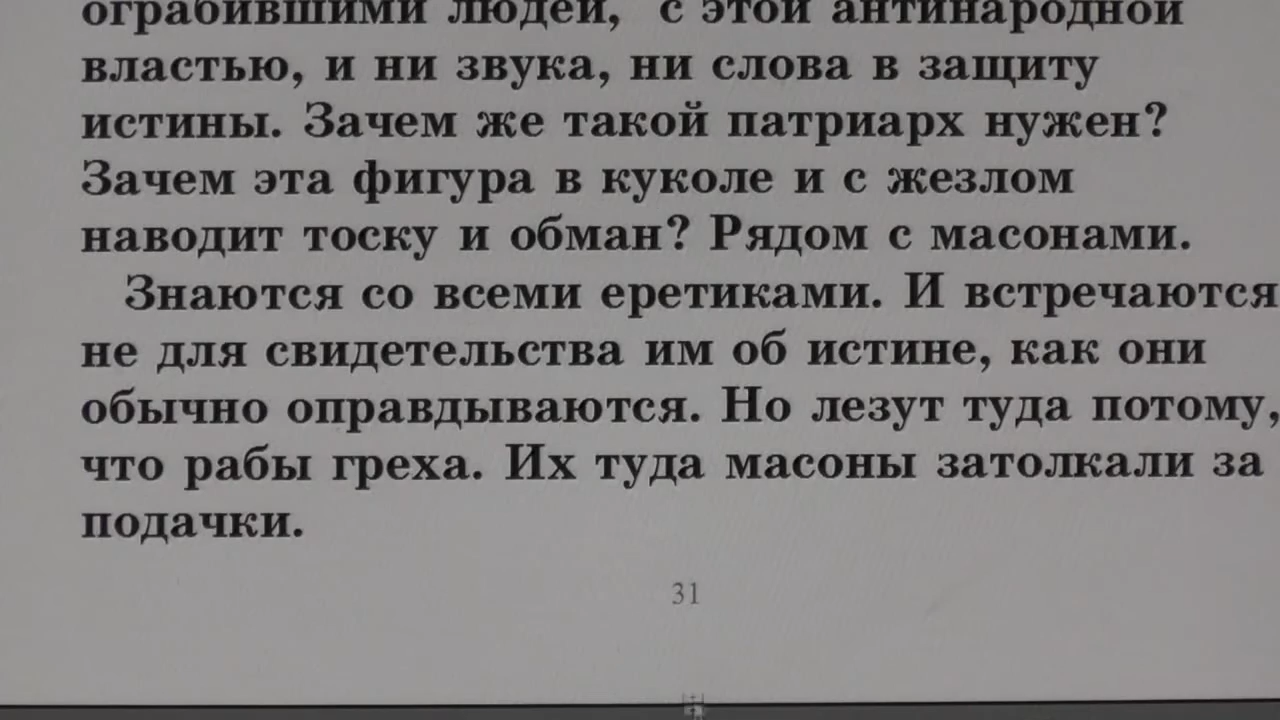 ограбившими людей, с этой антинародной
властью, и ни звука, ни слова в защиту
истины. Зачем же такой патриарх нужен?
Зачем эта фигура в куколе и с жезлом
наводит тоску и обман? Рядом с масонами.
Знаются со всеми еретиками. И встречаются
не для свидетельства им об истине, как они
обычно оправдываются. Но лезут туда потому,
что рабы греха. Их туда масоны затолкали за
подачки.
31